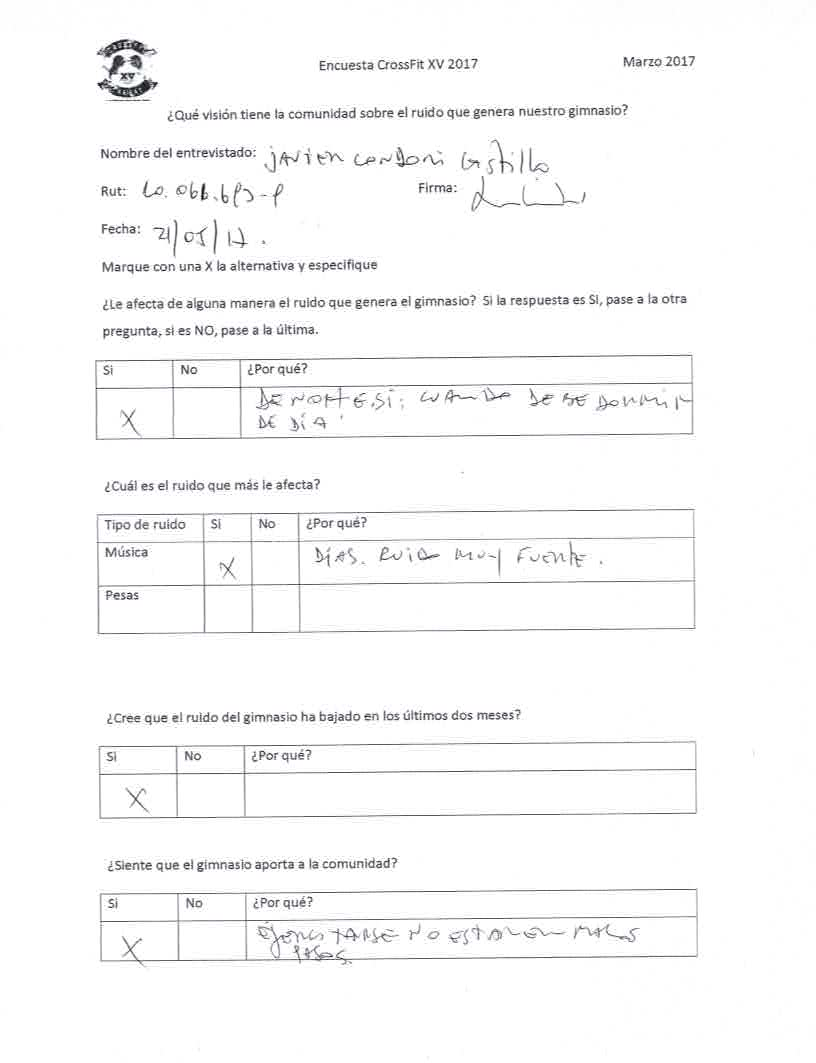 XV
Encuesta CrossFit XV 2017
Marzo 2017
¿Qué visión tiene la comunidad sobre el ruido que genera nuestro gimnasio?
Nombre del entrevistado: JAViER CONDORi CAstillo
Rut:
Firma:
Fecha:
Marque con una X la alternativa y especifique
¿Le afecta de alguna manera el ruido que genera el gimnasio? Si la respuesta es SI, pase a la otra
pregunta, si es NO, pase a la última.
Si No ¿Por qué?
X DE NOCHE Si; CUANDO DEBE DORMIR
DE DíA
¿Cuál es el ruido que más le afecta?
Tipo de ruido Si No ¿Por qué?
Música X DíAS. RUiDO MUY FUERTE.
Pesas
¿Cree que el ruido del gimnasio ha bajado en los últimos dos meses?
Si No ¿Por qué?
X
¿Siente que el gimnasio aporta a la comunidad?
Si No ¿Por qué?
X EJERCITARSE NO ESTAR EN MALOS
PASOS.